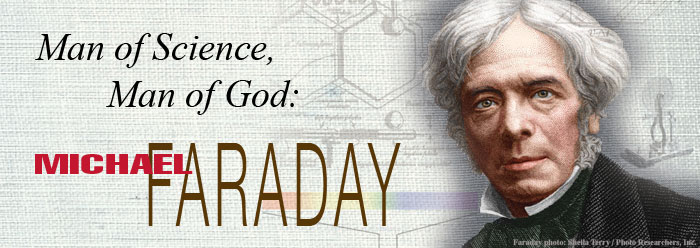 Man of Science,
Man of God:
MICHAEL
FARADAY
Faraday photo: Sheila Terry / Photo Researchers, Inc.